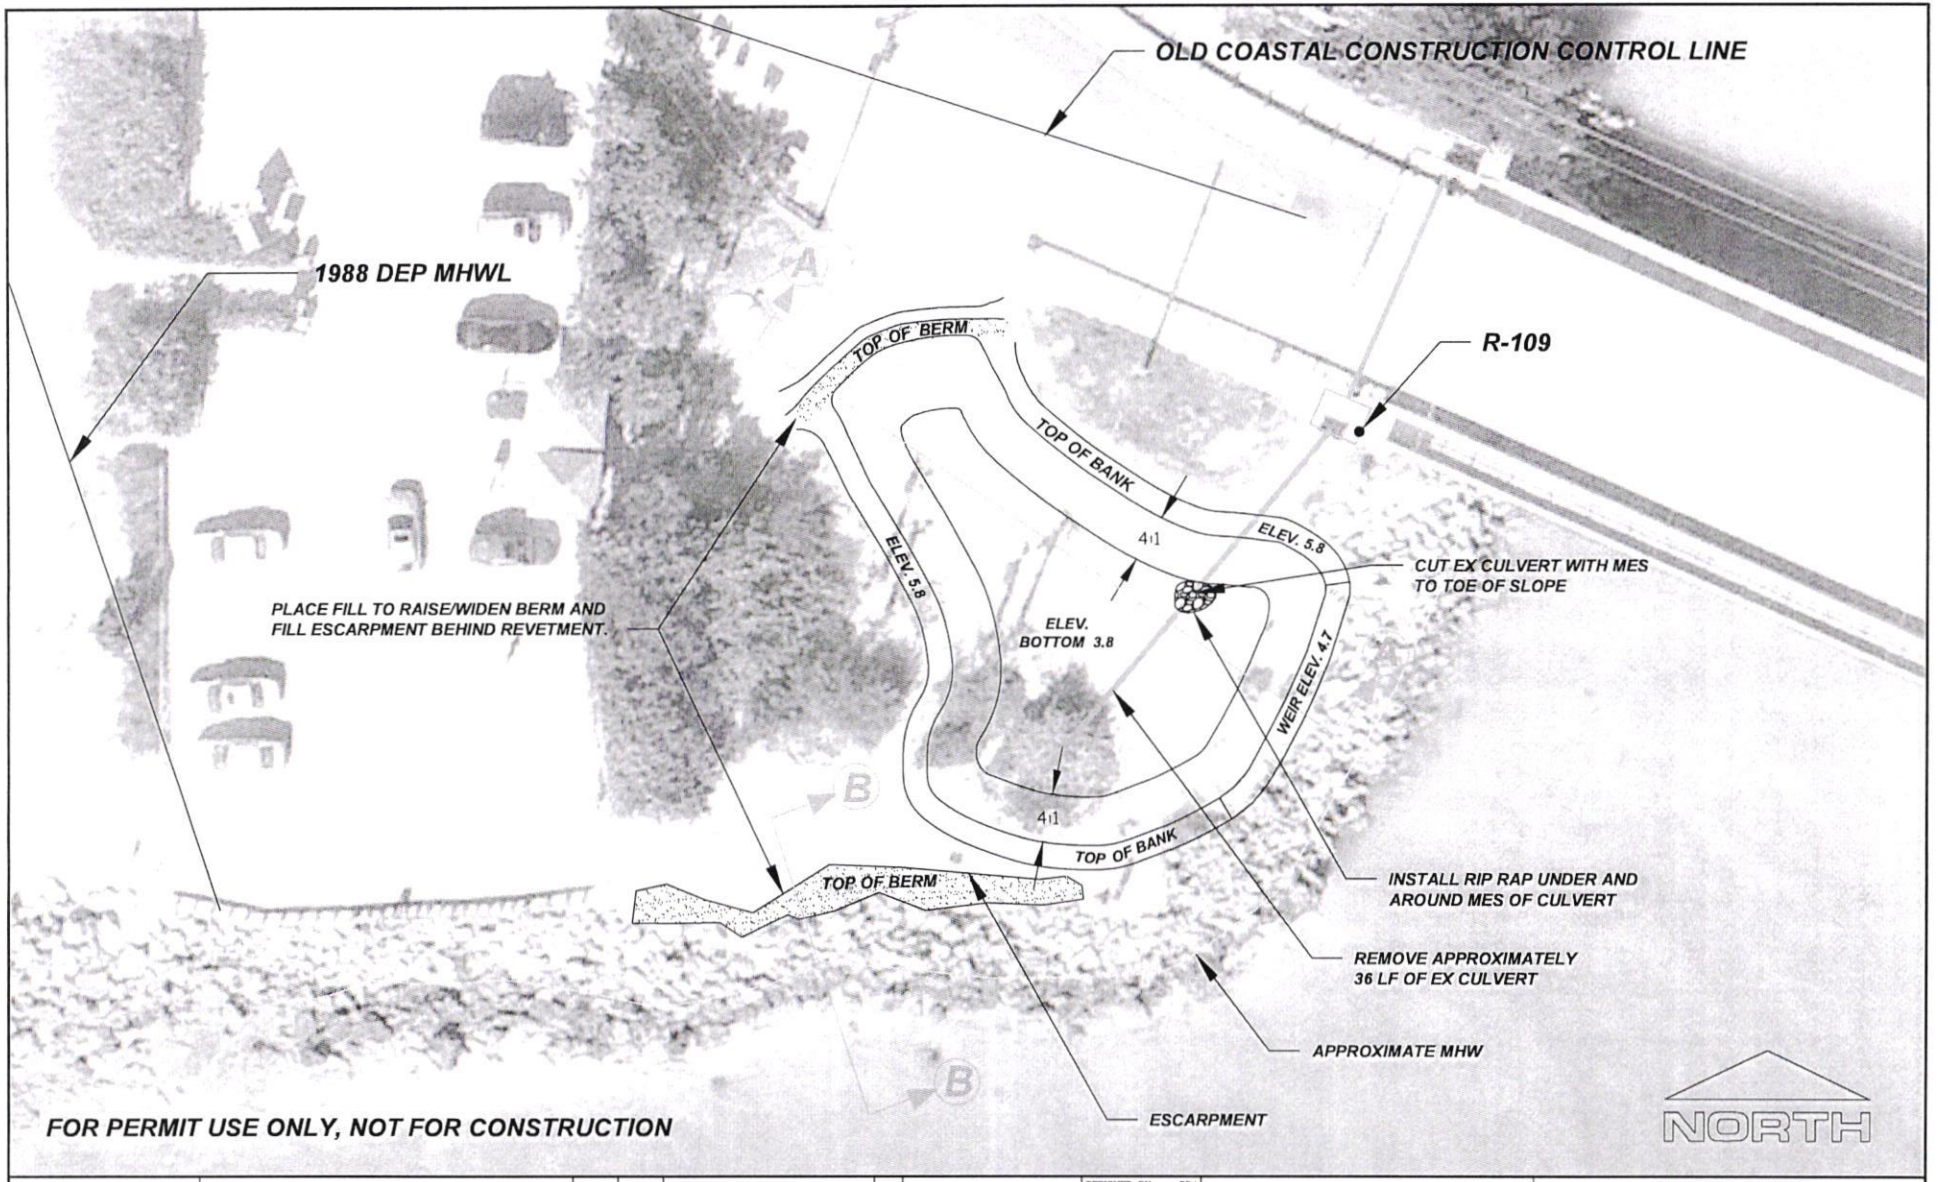 OLD COASTAL CONSTRUCTION CONTROL LINE
1988 DEP MHWL
A
TOP OF BERM
R-109
TOP OF BANK
4:1
ELEV. 5.8
ELEV. 5.8
CUT EX CULVERT WITH MES
TO TOE OF SLOPE
PLACE FILL TO RAISE/WIDEN BERM AND
FILL ESCARPMENT BEHIND REVETMENT.
ELEV.
BOTTOM 3.8
WEIR ELEV. 4.7
A
B
4:1
TOP OF BANK
TOP OF BERM
INSTALL RIP RAP UNDER AND
AROUND MES OF CULVERT
REMOVE APPROXIMATELY
36 LF OF EX CULVERT
APPROXIMATE MHW
B
ESCARPMENT
FOR PERMIT USE ONLY, NOT FOR CONSTRUCTION
NORTH